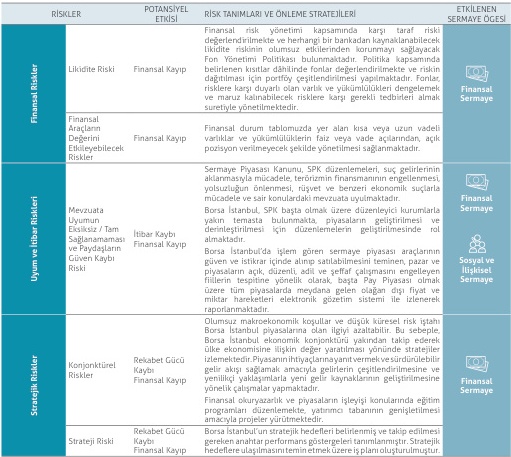 RİSKLER
POTANSİYEL
ETKİSİ
RİSK TANIMLARI VE ÖNLEME STRATEJİLERİ
ETKİLENEN
SERMAYE ÖGESİ
Finansal Riskler
Likidite Riski
Finansal Kayıp
Finansal risk yönetimi kapsamında karşı taraf riski
değerlendirilmekte ve herhangi bir bankadan kaynaklanabilecek
likidite riskinin olumsuz etkilerinden korunmayı sağlayacak
Fon Yönetimi Politikası bulunmaktadır. Politika kapsamında
belirlenen kısıtlar dâhilinde fonlar değerlendirilmekte ve riskin
dağıtılması için portföy çeşitlendirilmesi yapılmaktadır. Fonlar,
risklere karşı duyarlı olan varlık ve yükümlülükleri dengelemek
ve maruz kalınabilecek risklere karşı gerekli tedbirleri almak
suretiyle yönetilmektedir.
Finansal
Sermaye
Finansal
Araçların
Değerini
Etkileyebilecek
Riskler
Finansal Kayıp
Finansal durum tablomuzda yer alan kısa veya uzun vadeli
varlıklar ve yükümlülüklerin faiz veya vade açılarından, açık
pozisyon verilmeyecek şekilde yönetilmesi sağlanmaktadır.
Uyum ve İtibar Riskleri
Mevzuata
Uyumun
Eksiksiz / Tam
Sağlanamaması
ve Paydaşların
Güven Kaybı
Riski
İtibar Kaybı
Finansal Kayıp
Sermaye Piyasası Kanunu, SPK düzenlemeleri, suç gelirlerinin
aklanmasıyla mücadele, terörizmin finansmanının engellenmesi,
yolsuzluğun önlenmesi, rüşvet ve benzeri ekonomik suçlarla
mücadele ve sair konulardaki mevzuata uyulmaktadır.
Borsa İstanbul, SPK başta olmak üzere düzenleyici kurumlarla
yakın temasta bulunmakta, piyasaların geliştirilmesi ve
derinleştirilmesi için düzenlemelerin geliştirilmesinde rol
almaktadır.
Borsa İstanbul'da işlem gören sermaye piyasası araçlarının
güven ve istikrar içinde alınıp satılabilmesini teminen, pazar ve
piyasaların açık, düzenli, adil ve şeffaf çalışmasını engelleyen
fiillerin tespitine yönelik olarak, başta Pay Piyasası olmak
üzere tüm piyasalarda meydana gelen olağan dışı fiyat ve
miktar hareketleri elektronik gözetim sistemi ile izlenerek
raporlanmaktadır.
Finansal
Sermaye
Sosyal ve
İlişkisel
Sermaye
Stratejik Riskler
Konjonktürel
Riskler
Rekabet Gücü
Kaybı
Finansal Kayıp
Olumsuz makroekonomik koşullar ve düşük küresel risk iştahı
Borsa İstanbul piyasalarına olan ilgiyi azaltabilir. Bu sebeple,
Borsa İstanbul ekonomik konjonktürü yakından takip ederek
ülke ekonomisine ilişkin değer yaratılması yönünde stratejiler
izlemektedir. Piyasanın ihtiyaçlarına yanıt vermek ve sürdürülebilir
gelir akışı sağlamak amacıyla gelirlerin çeşitlendirilmesine ve
yenilikçi yaklaşımlarla yeni gelir kaynaklarının geliştirilmesine
yönelik çalışmalar yapmaktadır.
Finansal okuryazarlık ve piyasaların işleyişi konularında eğitim
programları düzenlemekte, yatırımcı tabanının genişletilmesi
amacıyla projeler yürütmektedir.
Finansal
Sermaye
Strateji Riski
Rekabet Gücü
Kaybı
Finansal Kayıp
Borsa İstanbul'un stratejik hedefleri belirlenmiş ve takip edilmesi
gereken anahtar performans göstergeleri tanımlanmıştır. Stratejik
hedeflere ulaşılmasını temin etmek üzere iş planı oluşturulmuştur.